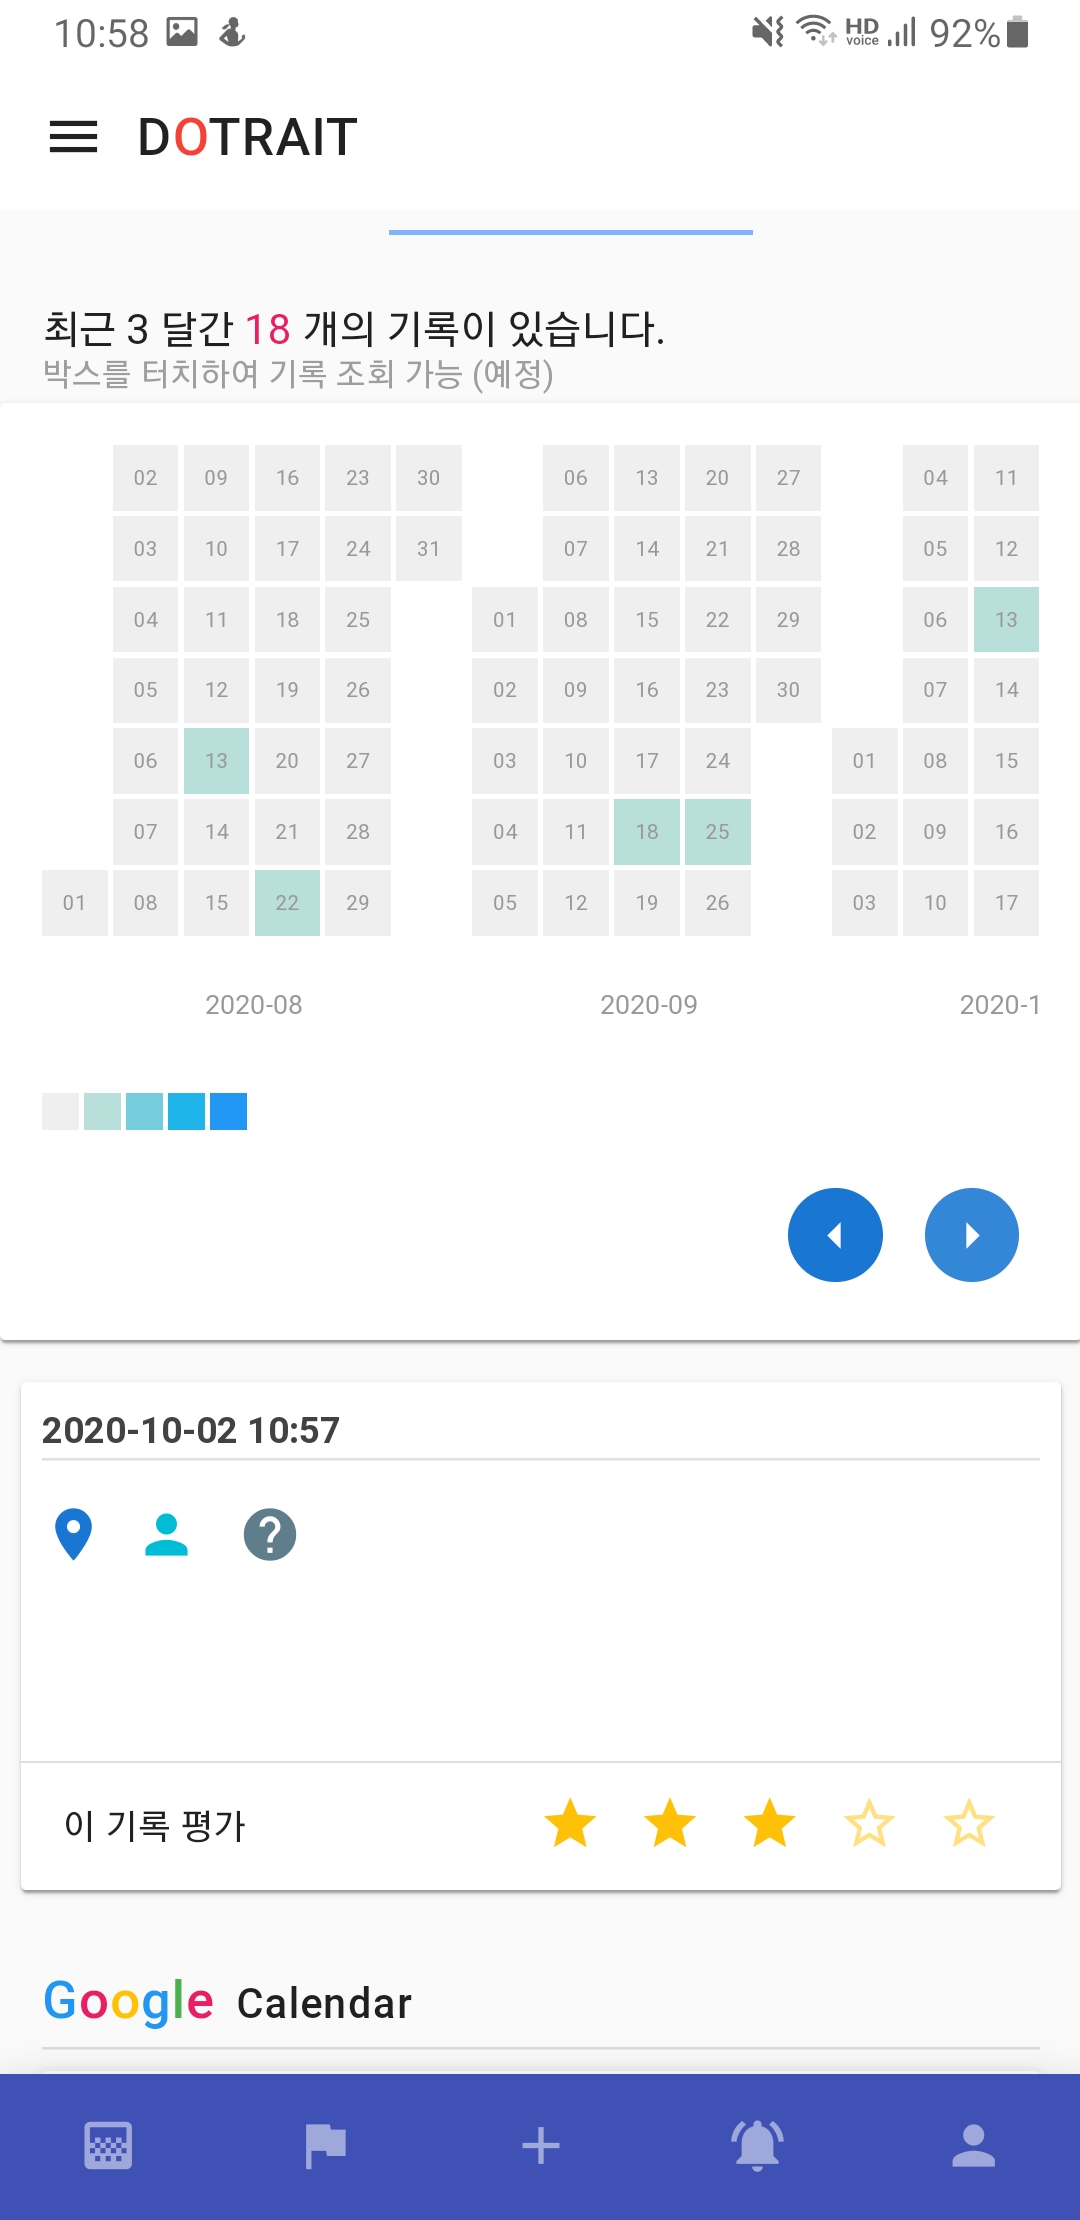 10:58 HD voice 92%
DOTRAIT
최근 3 달간 18 개의 기록이 있습니다.
박스를 터치하여 기록 조회 가능 (예정)
02 09 16 23 30 06 13 20 27 04 11
03 10 17 24 31 07 14 21 28 05 12
04 11 18 25 01 08 15 22 29 06 13
05 12 19 26 02 09 16 23 30 07 14
06 13 20 27 03 10 17 24 01 08 15
07 14 21 28 04 11 18 25 02 09 16
01 08 15 22 29 05 12 19 26 03 10 17
2020-08 2020-09 2020-1
2020-10-02 10:57
이 기록 평가
Google Calendar